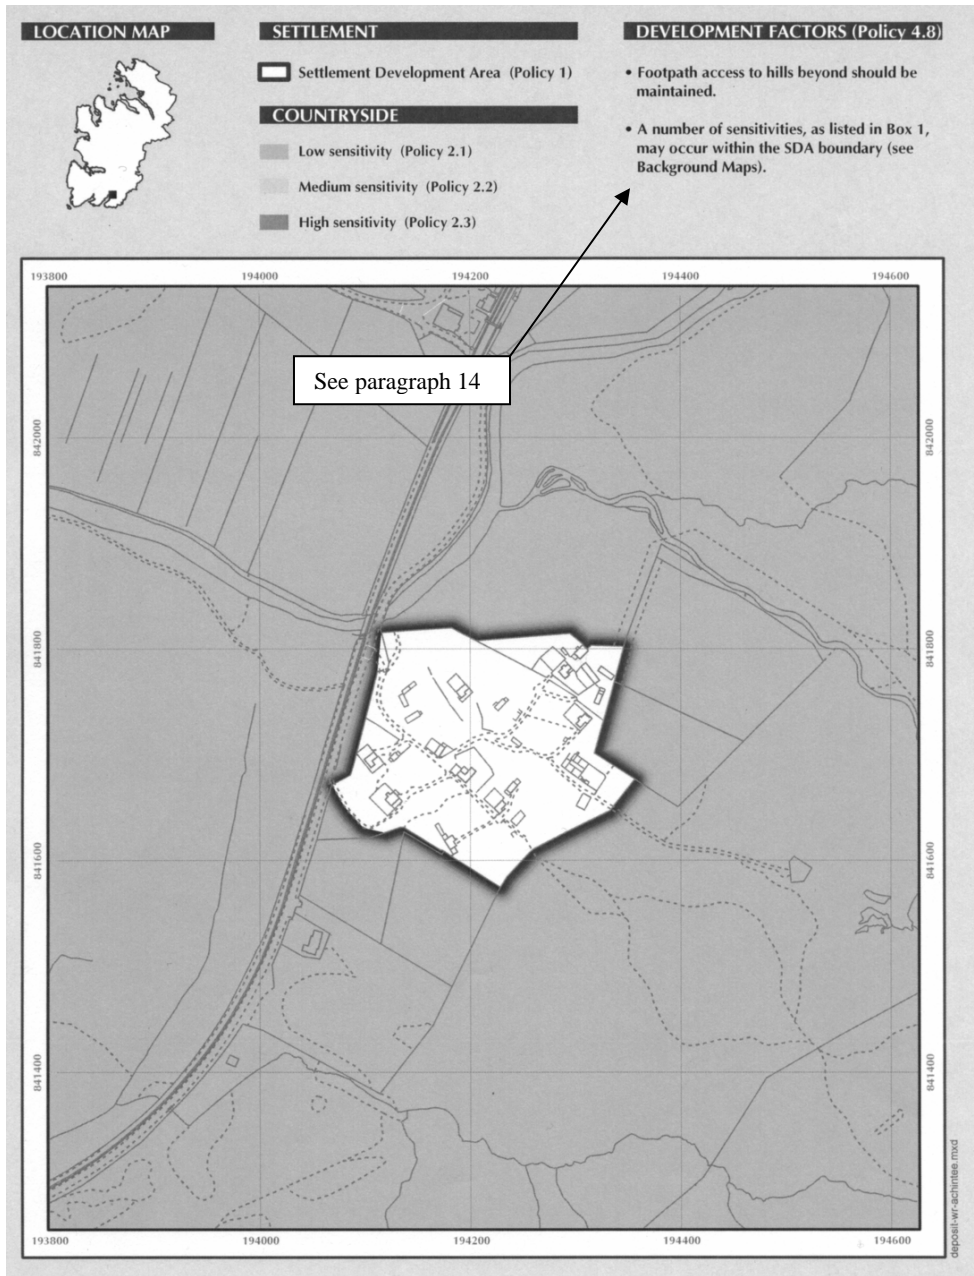 LOCATION MAP
SETTLEMENT
Settlement Development Area (Policy 1)
COUNTRYSIDE
Low sensitivity (Policy 2.1)
Medium sensitivity (Policy 2.2)
High sensitivity (Policy 2.3)
DEVELOPMENT FACTORS (Policy 4.8)
• Footpath access to hills beyond should be
maintained.
• A number of sensitivities, as listed in Box 1,
may occur within the SDA boundary (see
Background Maps).
193800 194000 194200 194400 194600
See paragraph 14
842000 842000
841800 841800
841600 841600
841400 841400
193800 194000 194200 194400 194600
deposit-wr-achintee.mxd